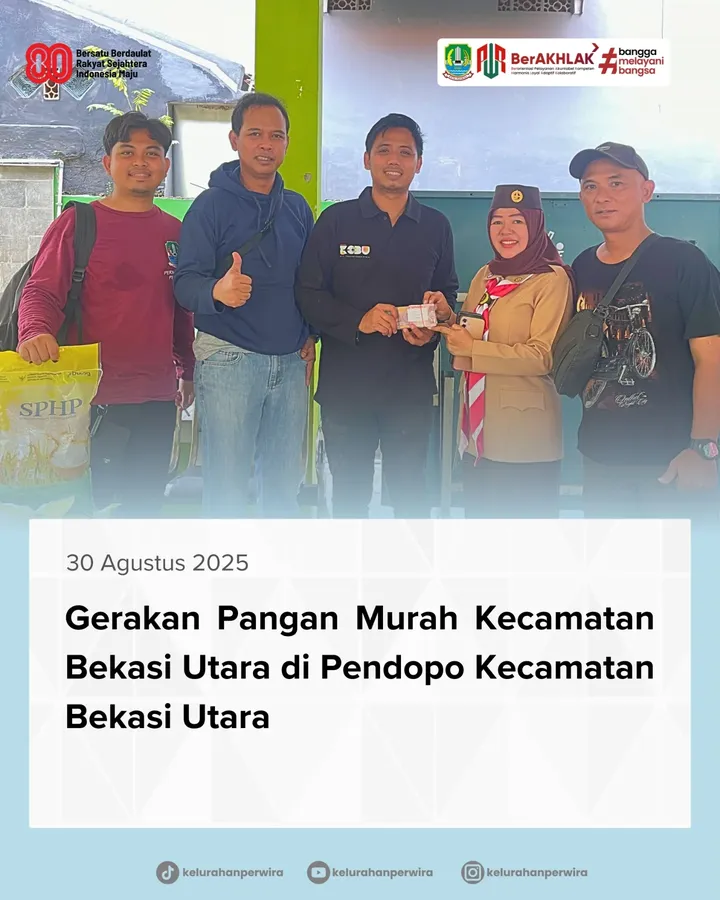 80
Bersatu Berdaulat
Rakyat Sejahtera
Indonesia Maju
BerAKHLAK
#bangga
melayani
bangsa
SPHP
30 Agustus 2025
Gerakan Pangan Murah Kecamatan
Bekasi Utara di Pendopo Kecamatan
Bekasi Utara
kelurahanperwira kelurahanperwira kelurahanperwira